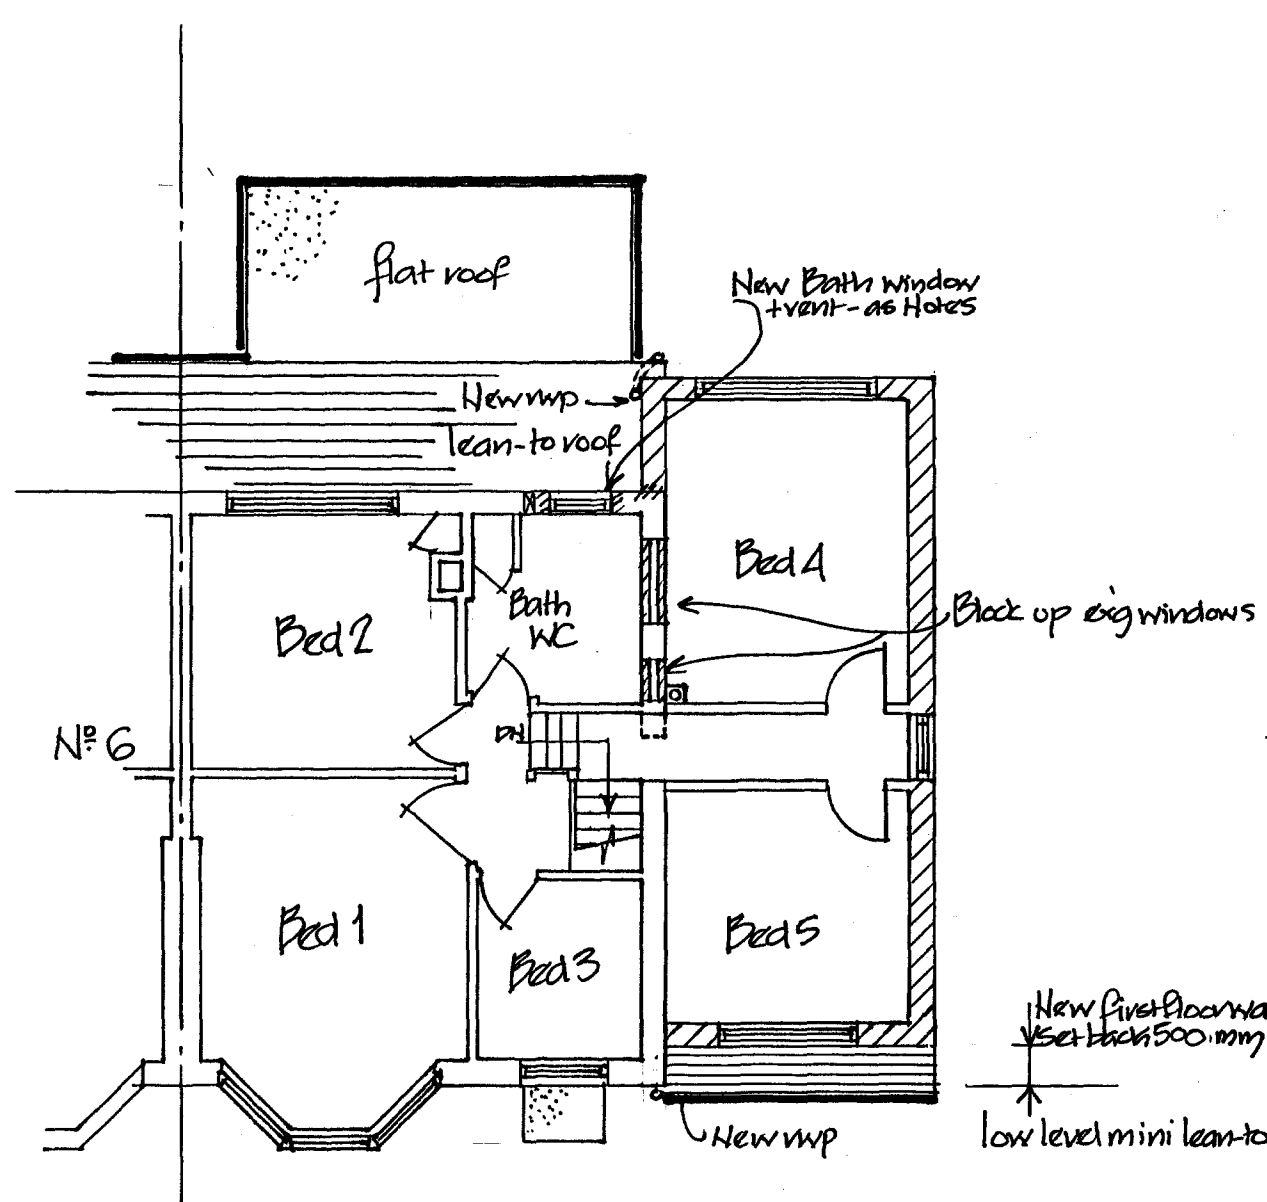 flat roof
New Bath window
+ vent - as Notes
New rwp
lean-to roof
Bed 4
Bath
WC
Bed 2
Block up ex'g windows
DN
No 6
Bed 1
Bed 5
Bed 3
New first floor wa
set back 500.mm
low level mini lean-to
New rwp